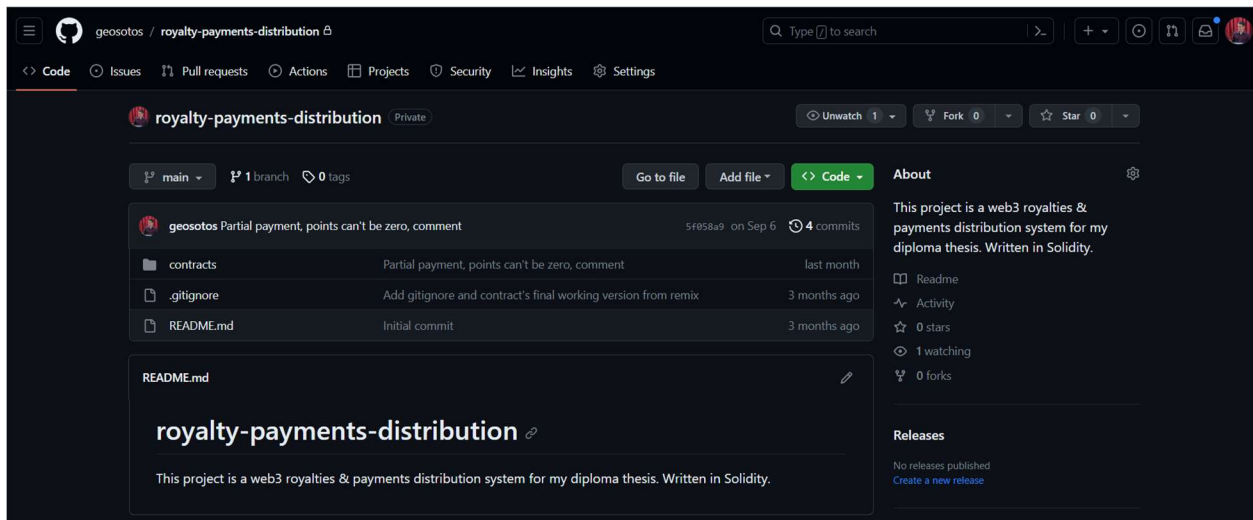 geosotos / royalty-payments-distribution
Type / to search
Code Issues Pull requests Actions Projects Security Insights Settings
royalty-payments-distribution Private
Unwatch 1 Fork 0 Star 0
main 1 branch 0 tags Go to file Add file Code
geosotos Partial payment, points can't be zero, comment 5f058a9 on Sep 6 4 commits
contracts Partial payment, points can't be zero, comment last month
.gitignore Add gitignore and contract's final working version from remix 3 months ago
README.md Initial commit 3 months ago
README.md
royalty-payments-distribution
This project is a web3 royalties & payments distribution system for my diploma thesis. Written in Solidity.
About
This project is a web3 royalties &
payments distribution system for my
diploma thesis. Written in Solidity.
Readme
Activity
0 stars
1 watching
0 forks
Releases
No releases published
Create a new release